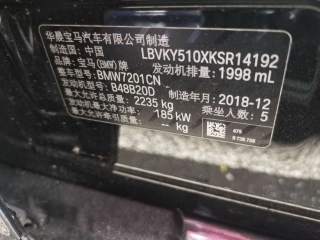 华晨宝马汽车有限公司制造
制造国：中国 LBVKY510XKSR14192
品牌：宝马(BMW)牌 发动机排量：1998 mL
整车型号：BMW7201CN
发动机型号：B48B20D 制造年月：2018-12
最大允许总质量：2235 kg 乘坐人数：5
发动机最大净功率：185 kW
最大允许牵引质量：-- kg